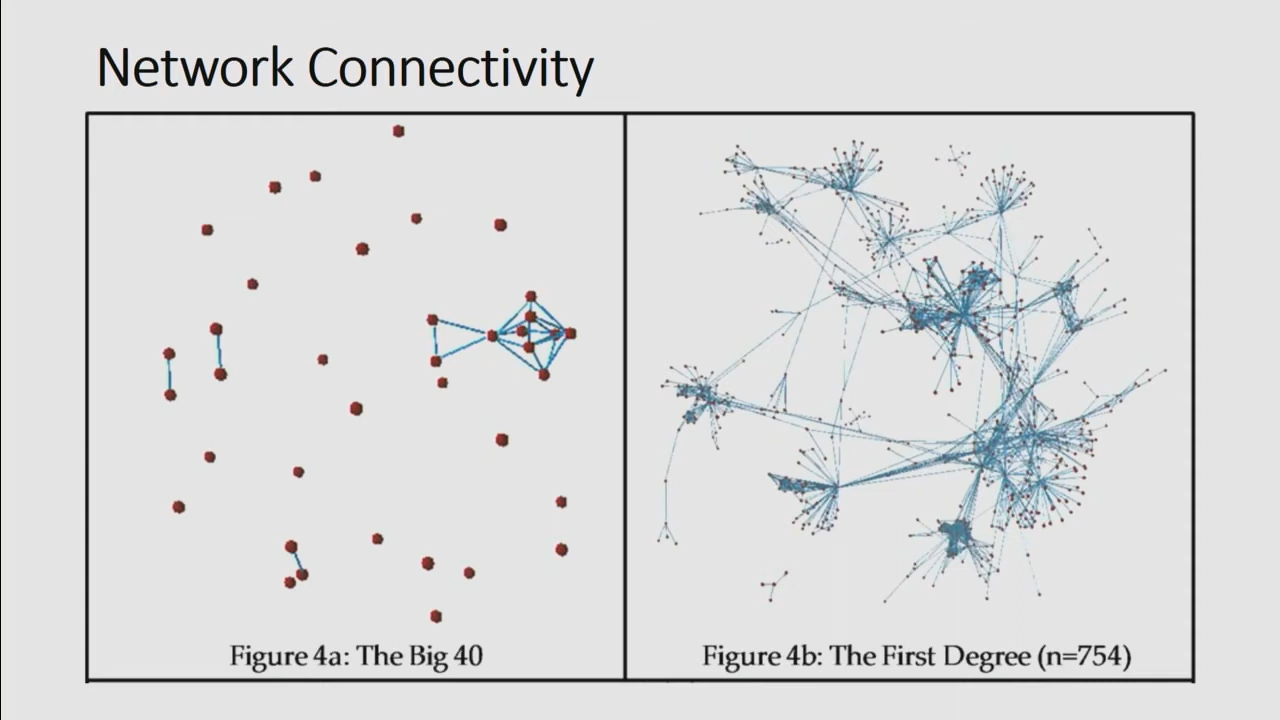 Network Connectivity
Figure 4a: The Big 40
Figure 4b: The First Degree (n=754)